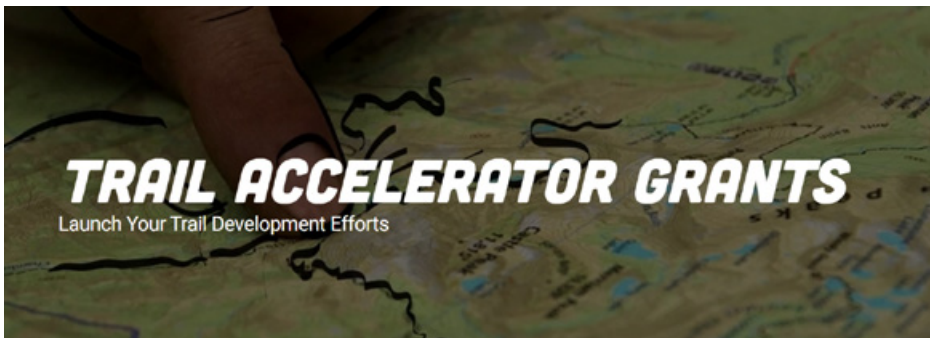 TRAIL ACCELERATOR GRANTS
Launch Your Trail Development Efforts